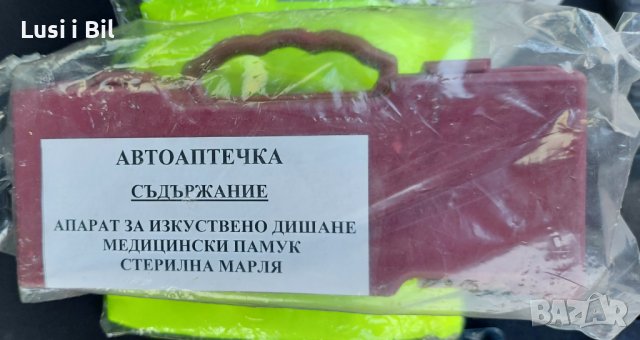 Lusi i Bil
АВТОАПТЕЧКА
СЪДЪРЖАНИЕ
АПАРАТ ЗА ИЗКУСТВЕНО ДИШАНЕ
МЕДИЦИНСКИ ПАМУК
СТЕРИЛНА МАРЛЯ
BAZAR